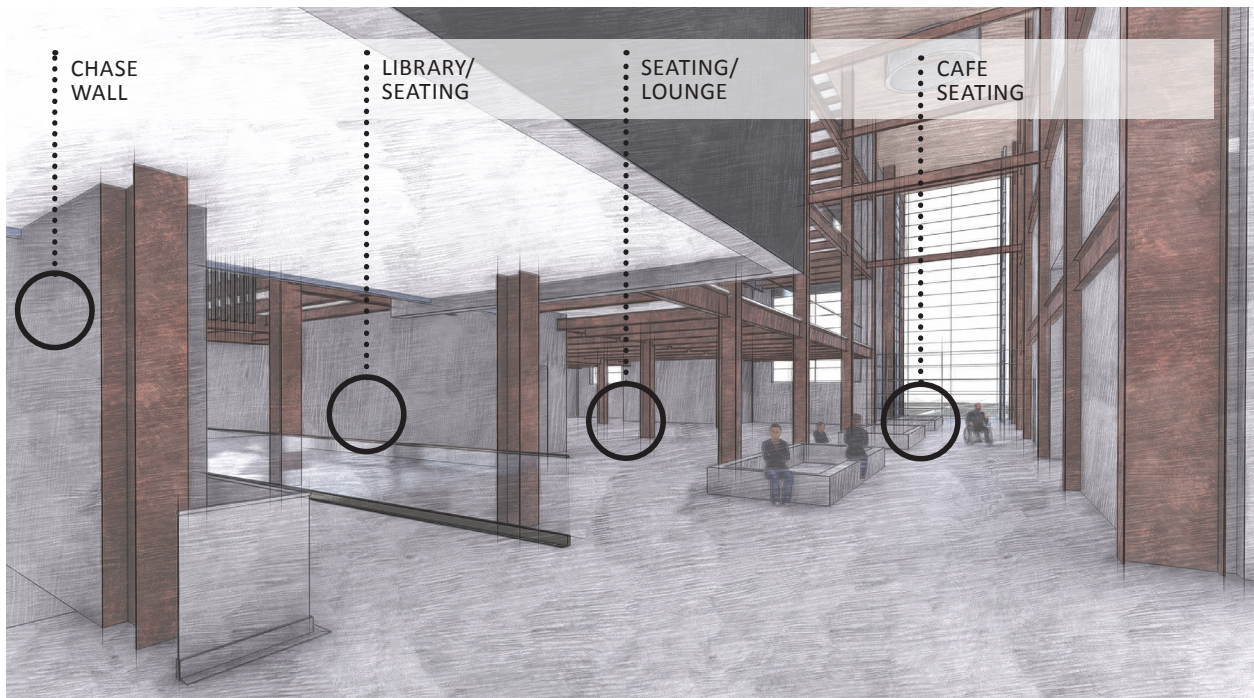 CHASE
WALL
LIBRARY/
SEATING
SEATING/
LOUNGE
CAFE
SEATING